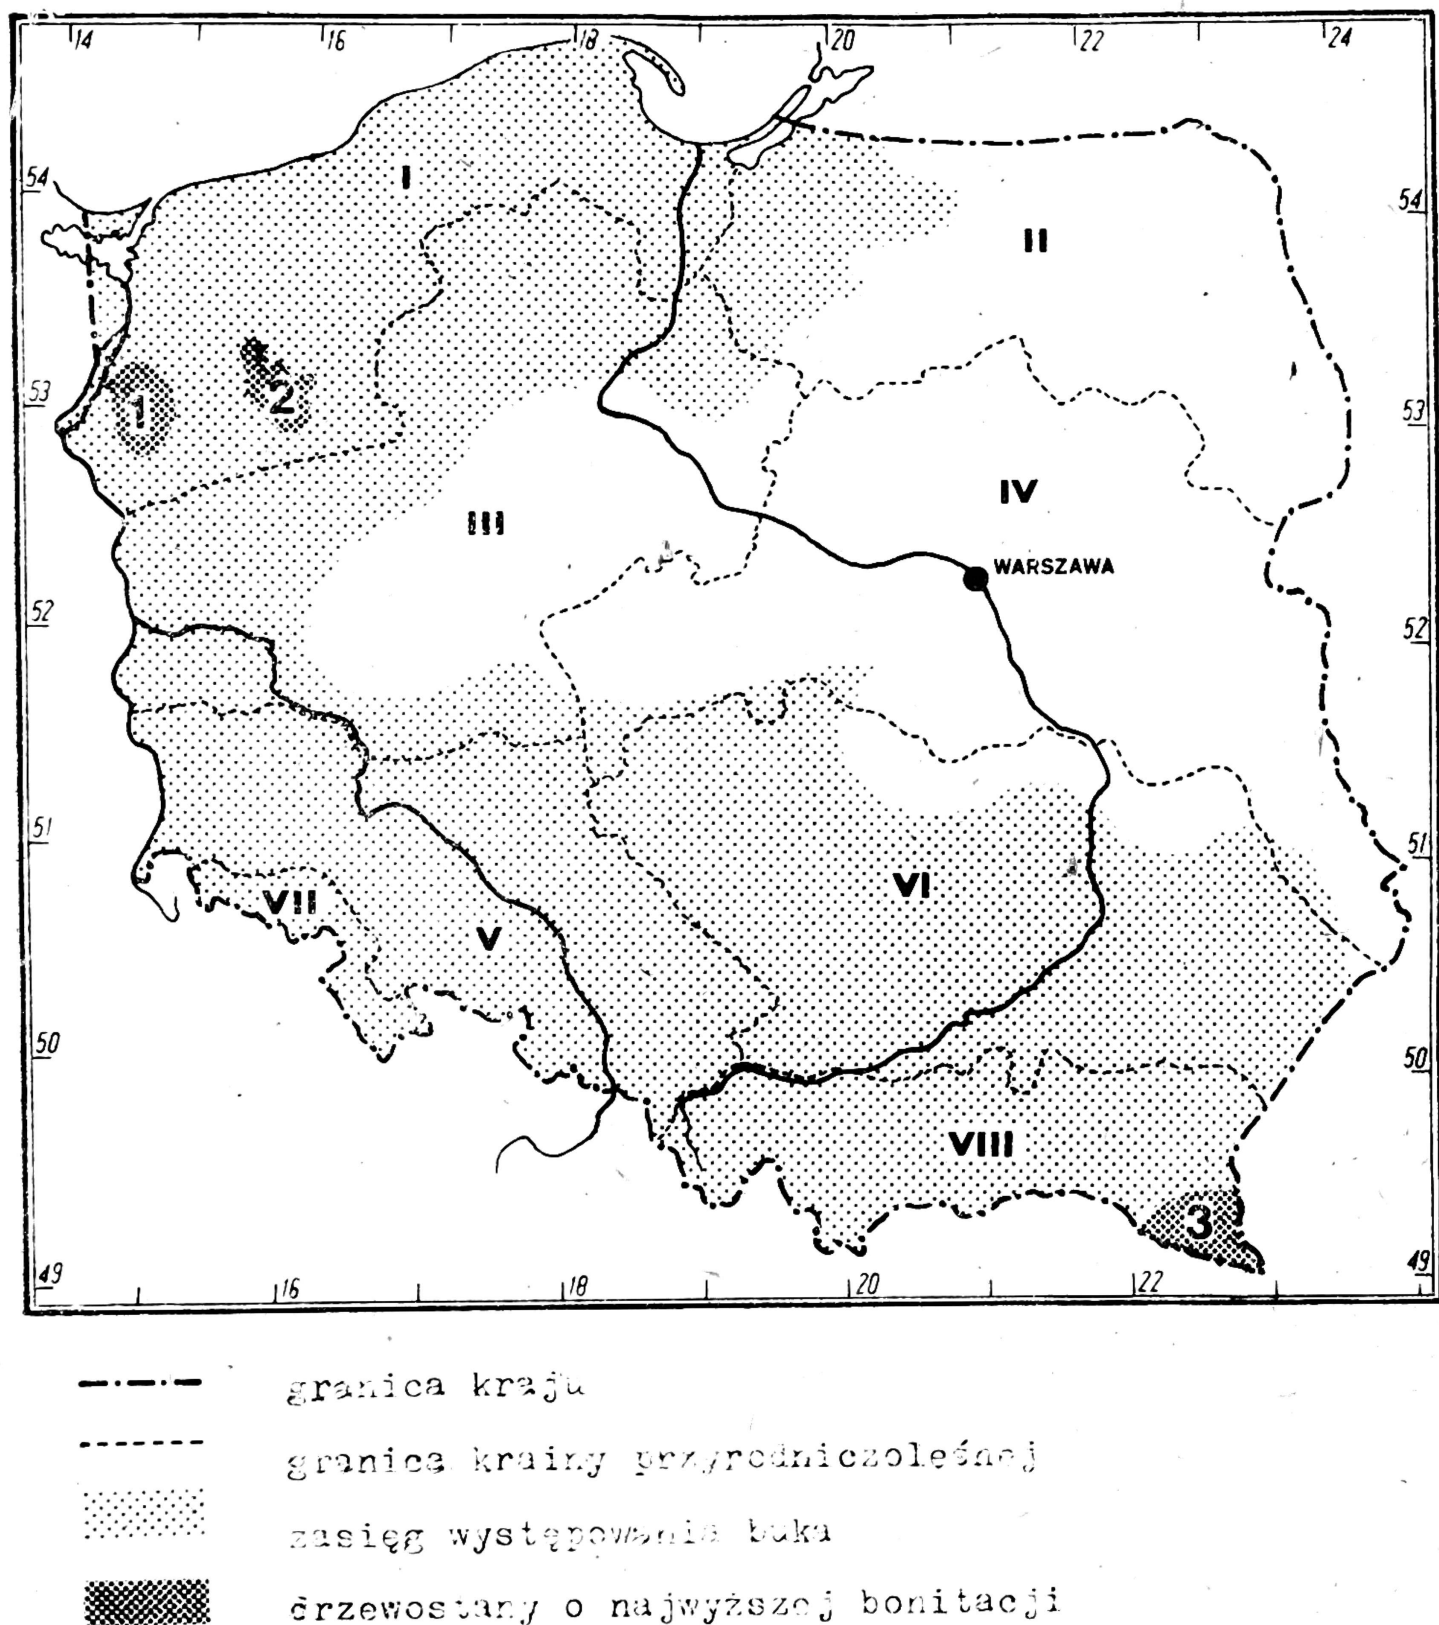 14 16 18 20 22 24
I
54 54
II
1 2
53 53
IV
III
WARSZAWA
52 52
51 51
VI
VII
V
50 50
VIII
3
49 49
16 18 20 22
granica kraju
granica krainy przyrodniczoleśnej
zasięg występowania buka
drzewostany o najwyższej bonitacji